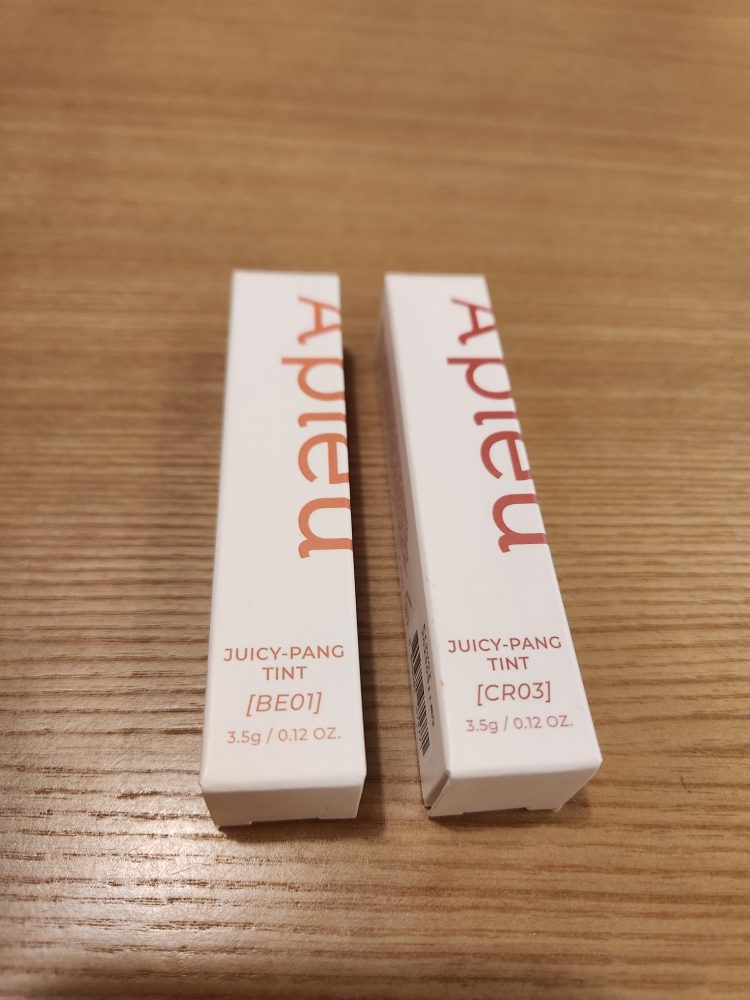 Apieu
JUICY-PANG
TINT
[BE01]
3.5g / 0.12 OZ.
Apieu
JUICY-PANG
TINT
[CR03]
3.5g / 0.12 OZ.